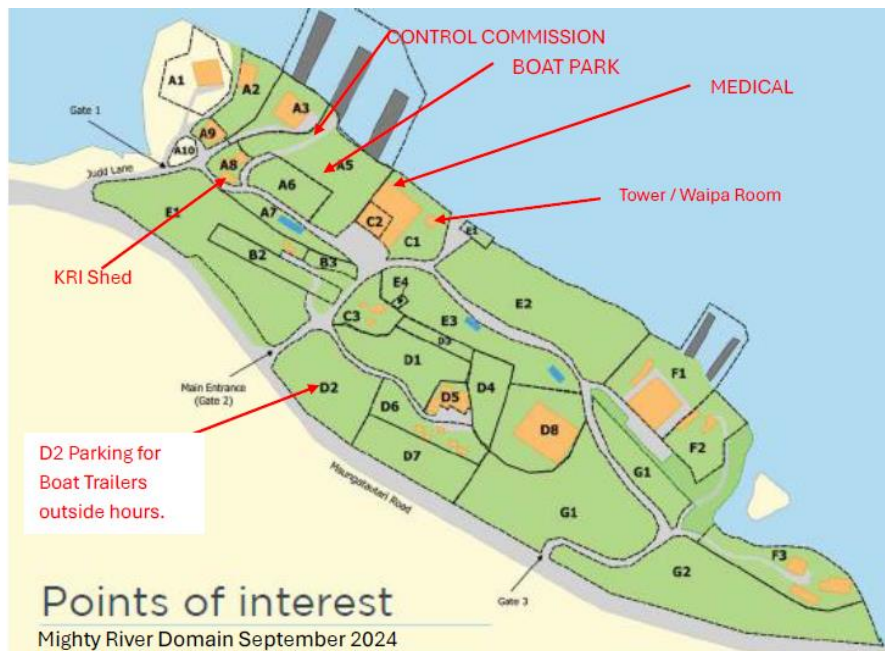 CONTROL COMMISSION
BOAT PARK
MEDICAL
A1
A2
Gate 1
A3
A9
A10
Judd Lane
A8
A5
A6
Tower / Waipa Room
E1
A7
C2
C1
E1
B2
B3
KRI Shed
E4
E2
C3
E3
D3
F1
D1
Main Entrance
(Gate 2)
D2
D6
D5
D4
D8
F2
D2 Parking for
Boat Trailers
outside hours.
D7
Maungatautari Road
G1
G1
F3
G2
Gate 3
Points of interest
Mighty River Domain September 2024